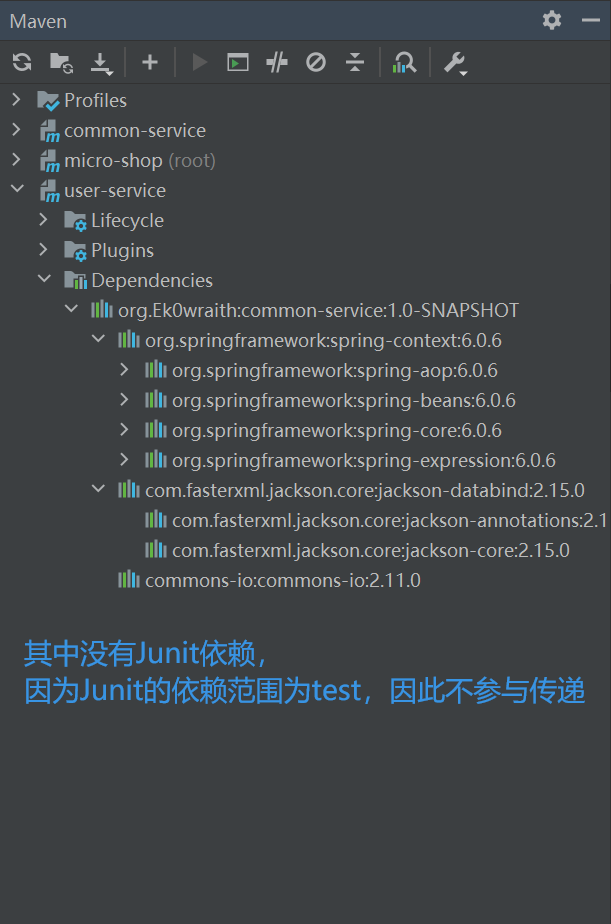 Maven
Profiles
common-service
micro-shop (root)
user-service
Lifecycle
Plugins
Dependencies
org.Ek0wraith:common-service:1.0-SNAPSHOT
org.springframework:spring-context:6.0.6
org.springframework:spring-aop:6.0.6
org.springframework:spring-beans:6.0.6
org.springframework:spring-core:6.0.6
org.springframework:spring-expression:6.0.6
com.fasterxml.jackson.core:jackson-databind:2.15.0
com.fasterxml.jackson.core:jackson-annotations:2.1
com.fasterxml.jackson.core:jackson-core:2.15.0
commons-io:commons-io:2.11.0
其中没有Junit依赖，
因为Junit的依赖范围为test，因此不参与传递